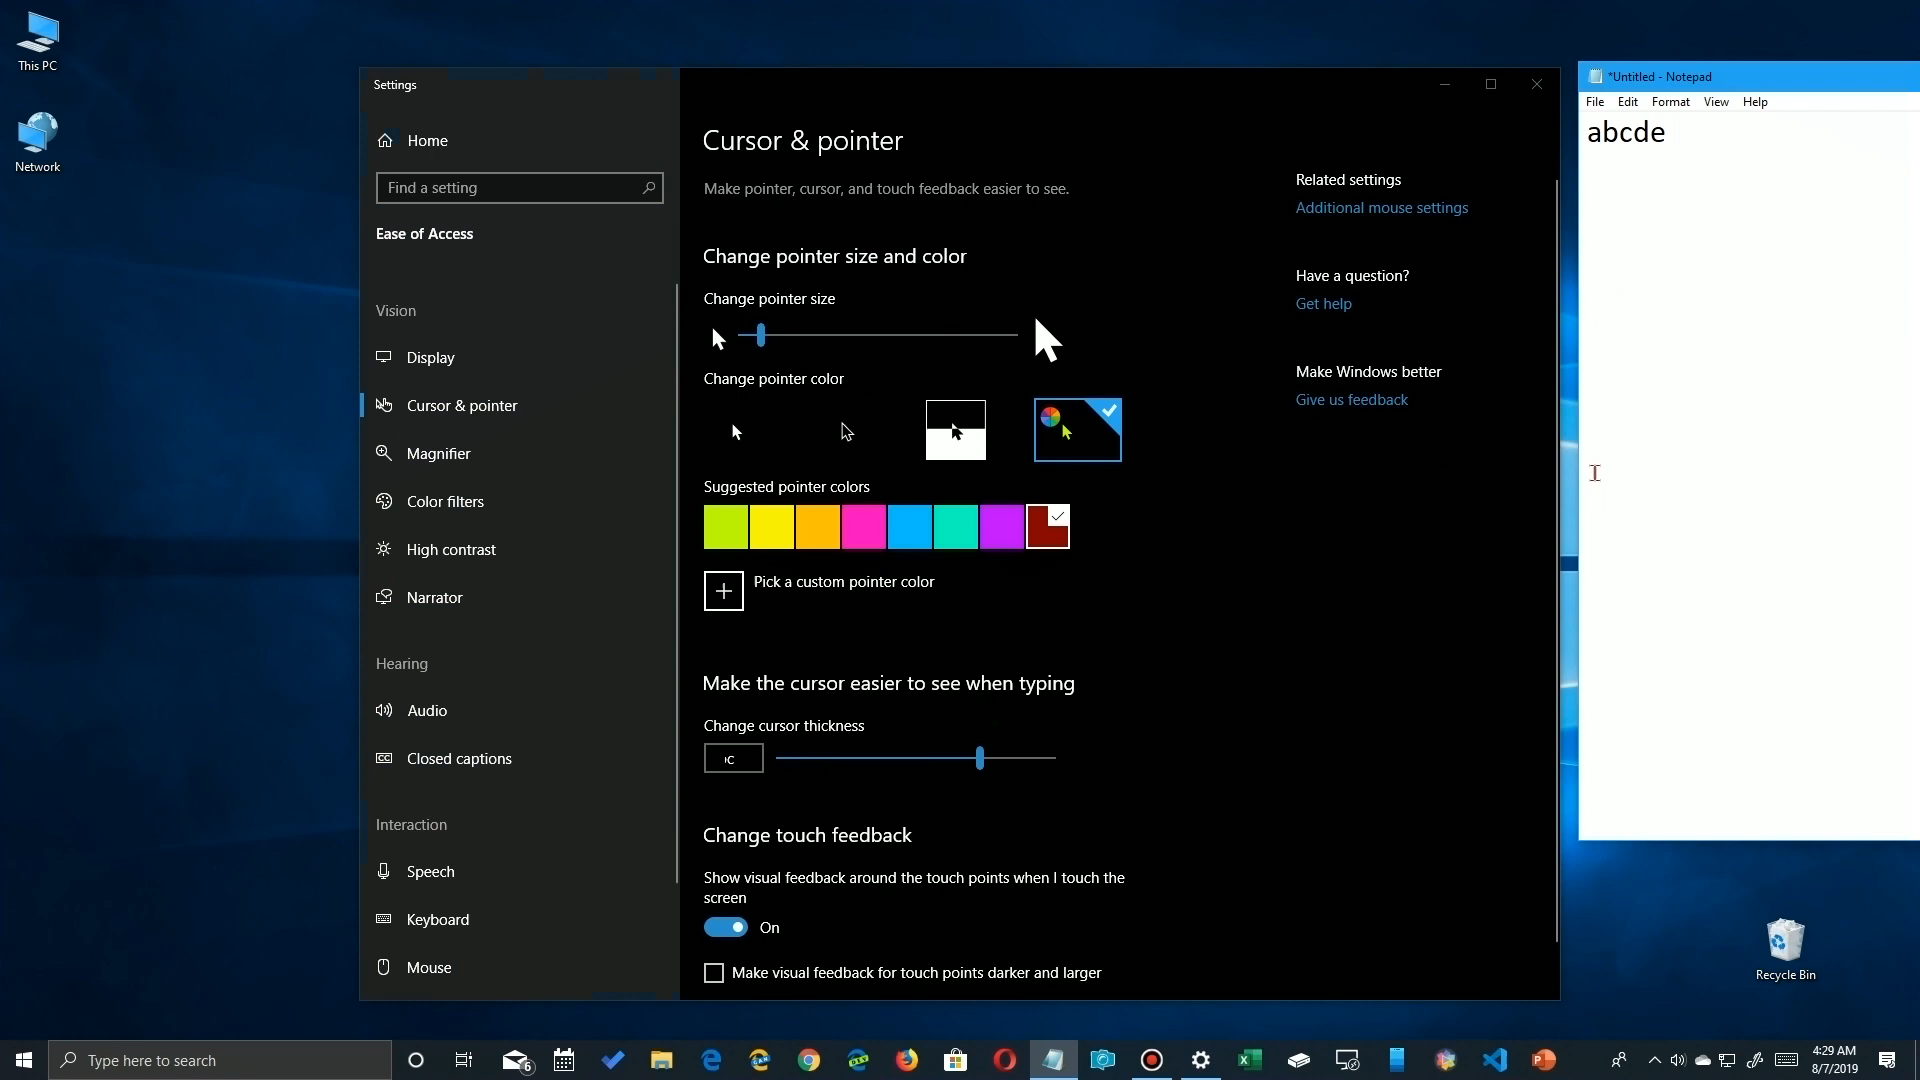 This PC
Network
Settings
Home
Find a setting
Ease of Access
Vision
Display
Cursor & pointer
Magnifier
Color filters
High contrast
Narrator
Hearing
Audio
Closed captions
Interaction
Speech
Keyboard
Mouse
Cursor & pointer
Make pointer, cursor, and touch feedback easier to see.
Change pointer size and color
Change pointer size
Change pointer color
Suggested pointer colors
Pick a custom pointer color
Make the cursor easier to see when typing
Change cursor thickness
Change touch feedback
Show visual feedback around the touch points when I touch the
screen
On
Make visual feedback for touch points darker and larger
Related settings
Additional mouse settings
Have a question?
Get help
Make Windows better
Give us feedback
*Untitled - Notepad
File Edit Format View Help
abcde
Recycle Bin
Type here to search
6
4:29 AM
8/7/2019